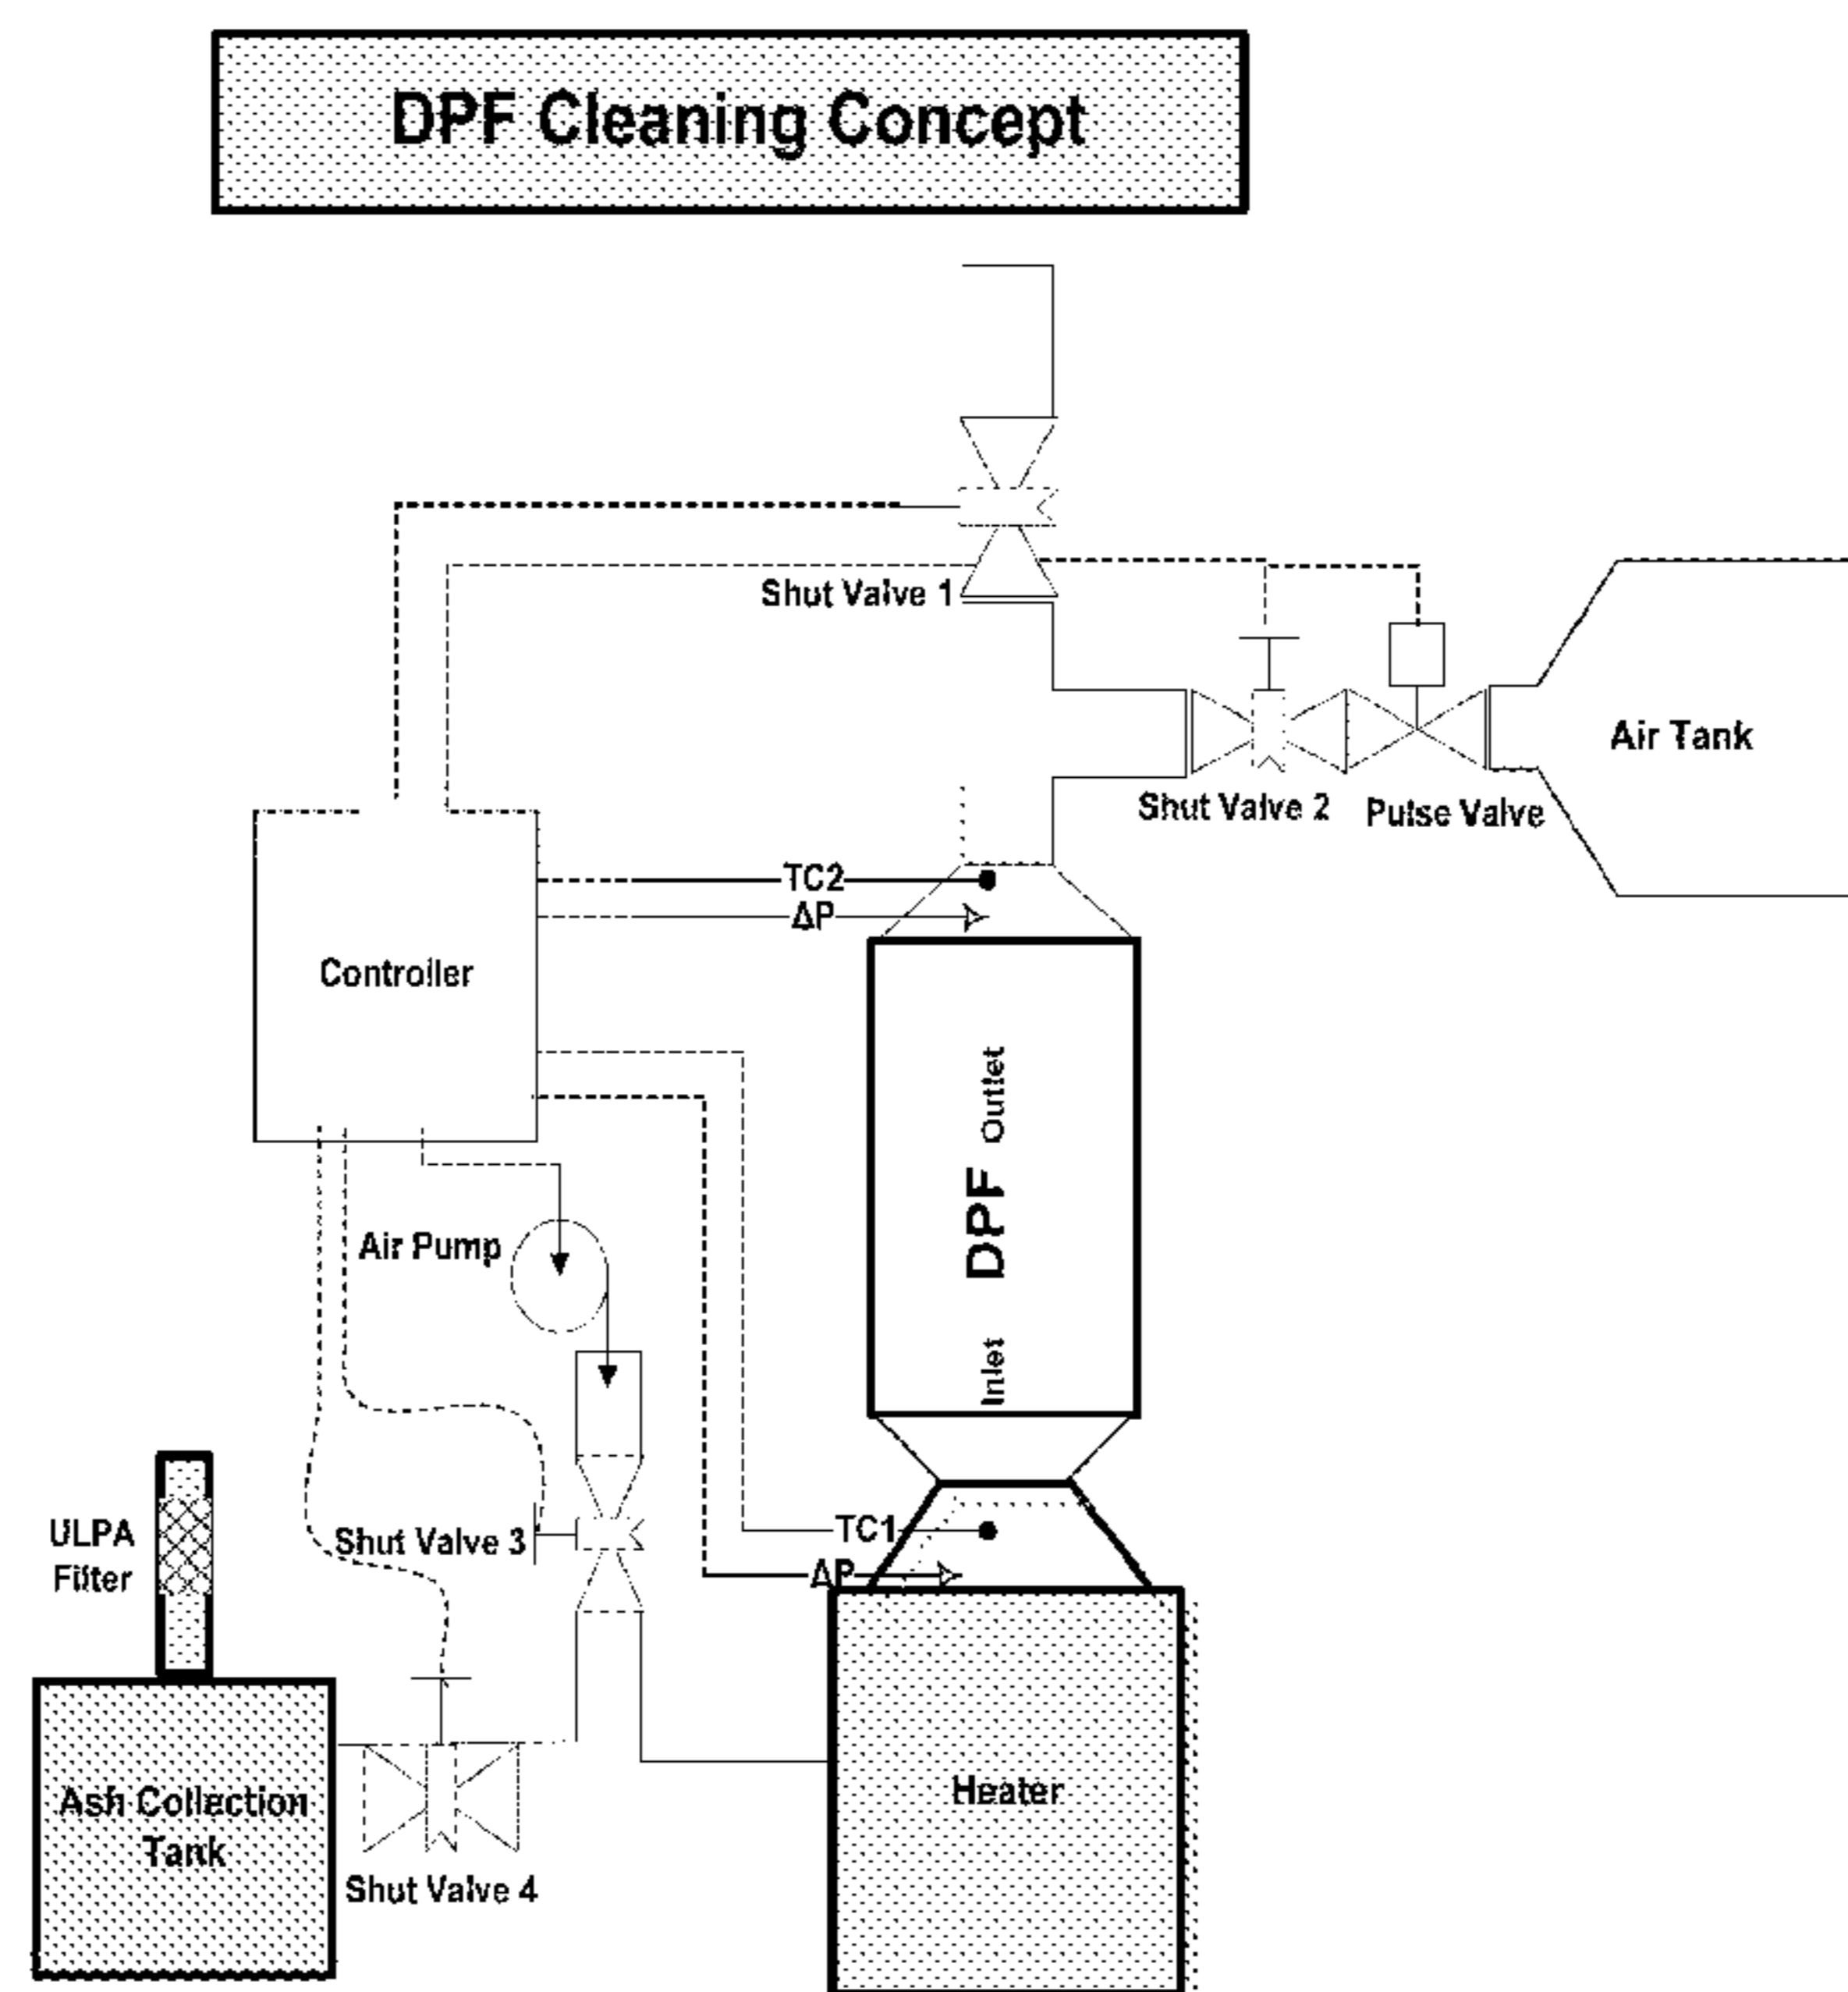 DPF Cleaning Concept
Shut Valve 1
Air Tank
Shut Valve 2
Pulse Valve
TC2
ΔP
Controller
Outlet
DPF
Inlet
Air Pump
ULPA
Filter
Shut Valve 3
TC1
ΔP
Ash Collection
Tank
Heater
Shut Valve 4